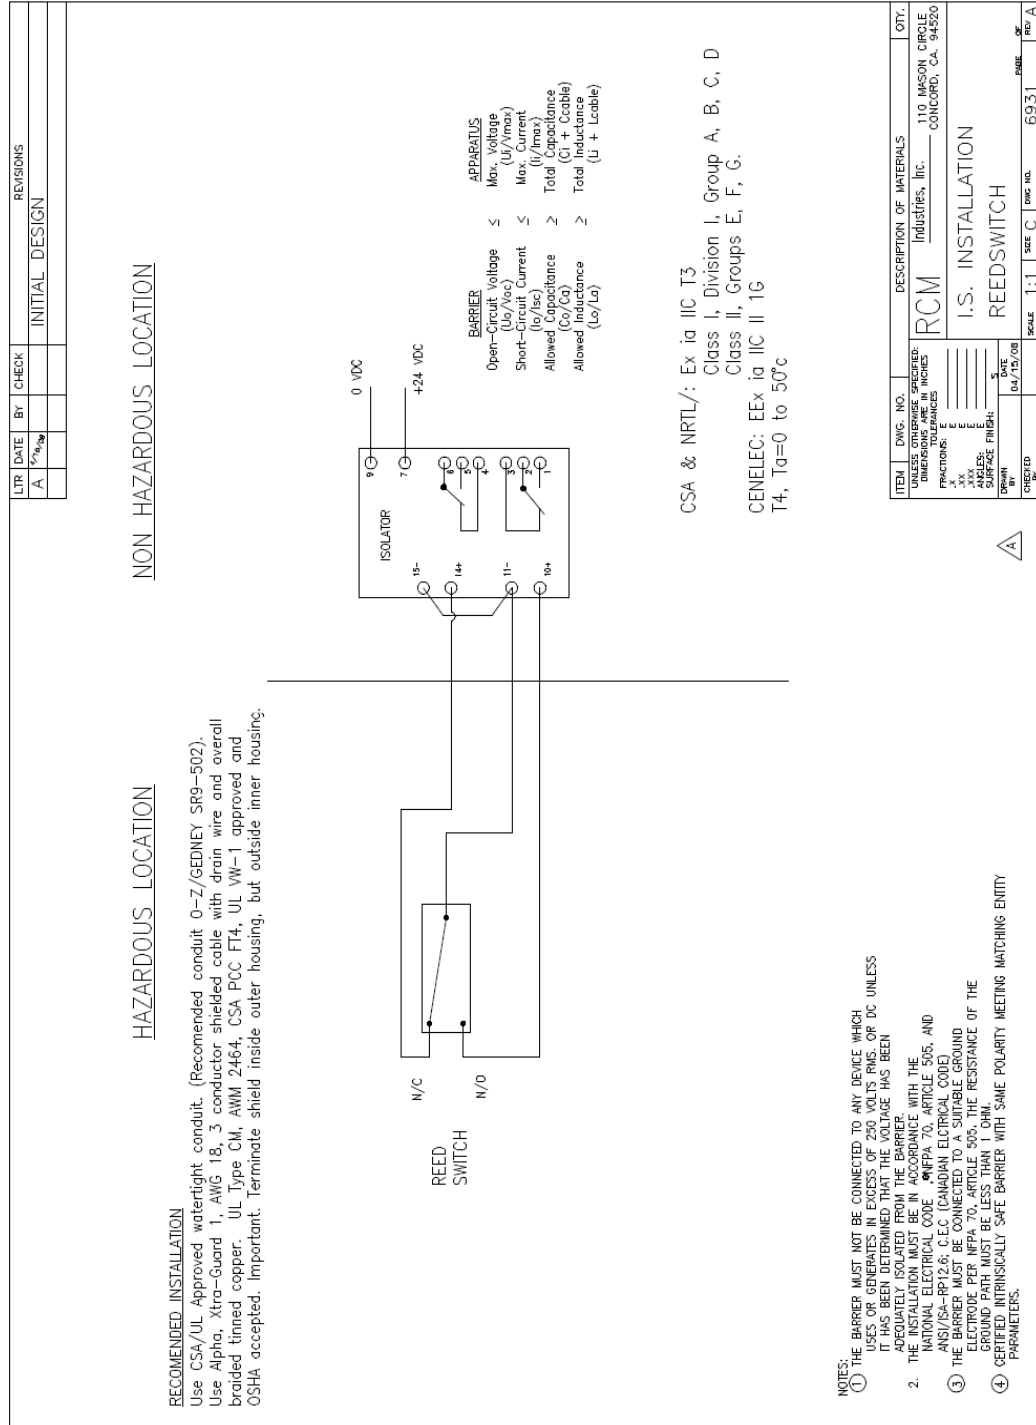 REVISIONS
LTR DATE BY CHECK
A INITIAL DESIGN
HAZARDOUS LOCATION
NON HAZARDOUS LOCATION
RECOMENDED INSTALLATION
Use CSA/UL Approved watertight conduit. (Recomended conduit O-Z/GEDNEY SR9-502).
Use Alpha, Xtra-Guard 1, AWG 18, 3 conductor shielded cable with drain wire and overall
braided tinned copper. UL Type CM, AWM 2464, CSA PCC FT4, UL VW-1 approved and
OSHA accepted. Important. Terminate shield inside outer housing, but outside inner housing.
REED
SWITCH
N/C
N/O
ISOLATOR
15-
14+
11-
10+
9
7
6
5
4
3
2
1
0 VDC
+24 VDC
BARRIER APPARATUS
Open-Circuit Voltage ≤ Max. Voltage
(Uo/Voc) (Ui/Vmax)
Short-Circuit Current ≤ Max. Current
(Io/Isc) (Ii/Imax)
Allowed Capacitance ≥ Total Capacitance
(Co/Ca) (Ci + Ccable)
Allowed Inductance ≥ Total Inductance
(Lo/La) (Li + Lcable)
CSA & NRTL/: Ex ia IIC T3
Class I, Division I, Group A, B, C, D
Class II, Groups E, F, G.
CENELEC: EEx ia IIC II 1G
T4, Ta=0 to 50°c
NOTES:
1 THE BARRIER MUST NOT BE CONNECTED TO ANY DEVICE WHICH
USES OR GENERATES IN EXCESS OF 250 VOLTS RMS. OR DC UNLESS
IT HAS BEEN DETERMINED THAT THE VOLTAGE HAS BEEN
ADEQUATELY ISOLATED FROM THE BARRIER.
2. THE INSTALLATION MUST BE IN ACCORDANCE WITH THE
NATIONAL ELECTRICAL CODE NFPA 70, ARTICLE 505, AND
ANSI/ISA-RP12.6; C.E.C (CANADIAN ELCTRICAL CODE)
3 THE BARRIER MUST BE CONNECTED TO A SUITABLE GROUND
ELECTRODE PER NFPA 70, ARTICLE 505, THE RESISTANCE OF THE
GROUND PATH MUST BE LESS THAN 1 OHM.
4 CERTIFIED INTRINSICALLY SAFE BARRIER WITH SAME POLARITY MEETING MATCHING ENTITY
PARAMETERS.
A
ITEM DWG. NO. DESCRIPTION OF MATERIALS QTY.
UNLESS OTHERWISE SPECIFIED:
DIMENSIONS ARE IN INCHES
TOLERANCES
FRACTIONS: E
.X E
.XX E
.XXX E
ANGLES: E
SURFACE FINISH: S
DRAWN BY DATE 04/15/08
CHECKED BY
RCM Industries, Inc. 110 MASON CIRCLE
CONCORD, CA. 94520
I.S. INSTALLATION
REEDSWITCH
PAGE OF
SCALE 1:1 SIZE C DWG NO. 6931 REV A